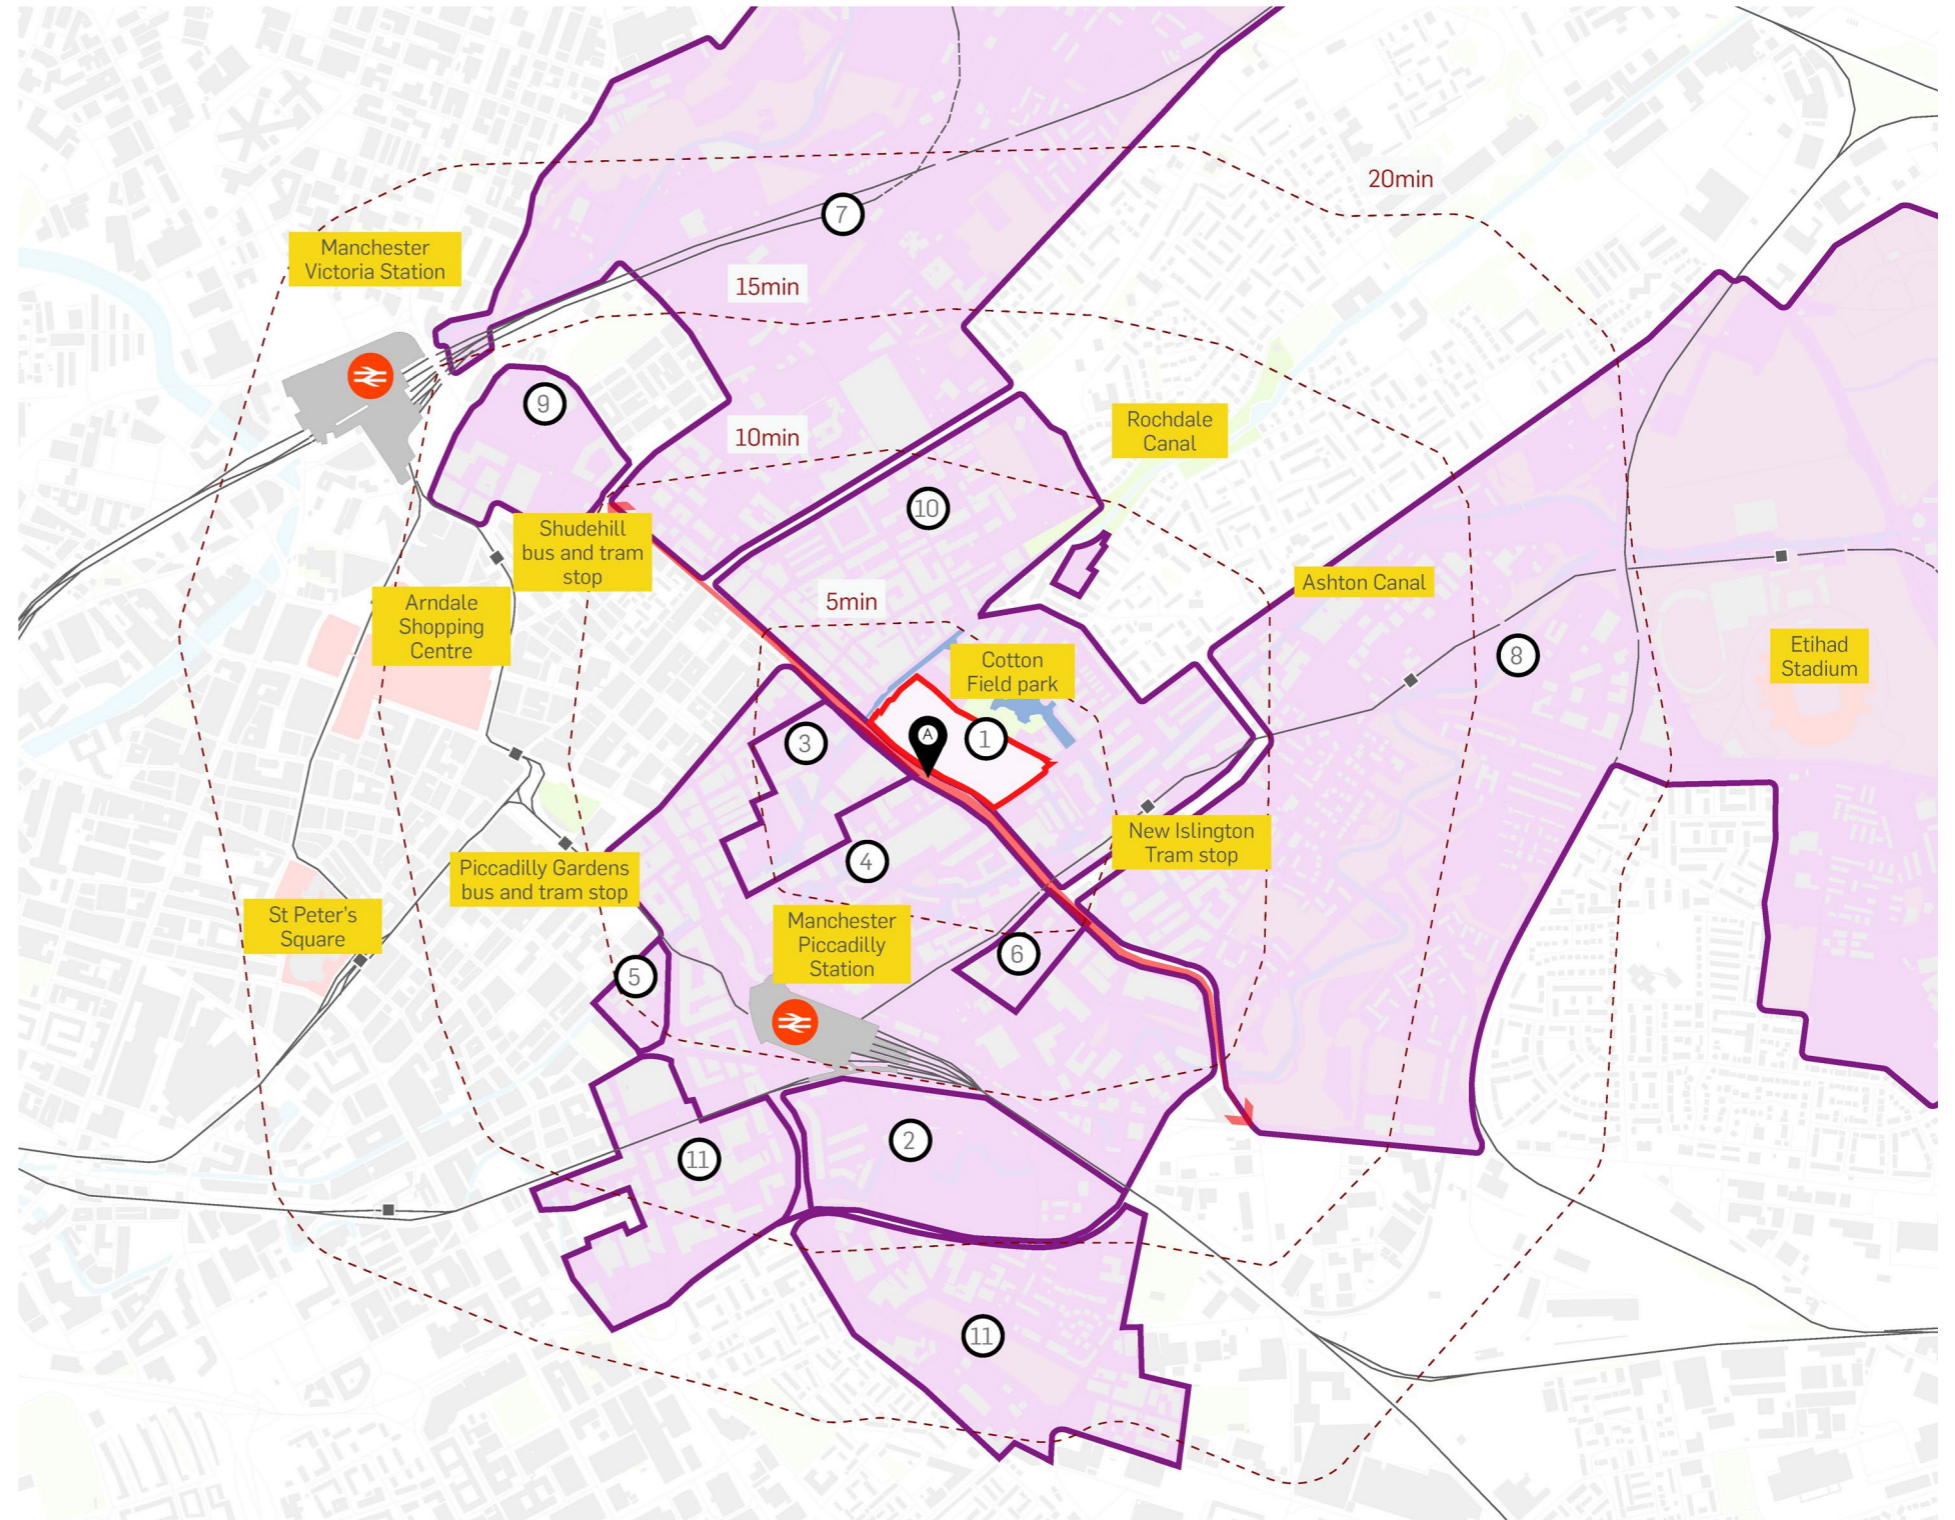 20min
7
Manchester
Victoria Station
15min
9
Rochdale
Canal
10min
10
Shudehill
bus and tram
stop
Ashton Canal
Arndale
Shopping
Centre
5min
Cotton
Field park
8
Etihad
Stadium
3
A
1
New Islington
Tram stop
4
Piccadilly Gardens
bus and tram stop
St Peter's
Square
Manchester
Piccadilly
Station
6
5
2
11
11